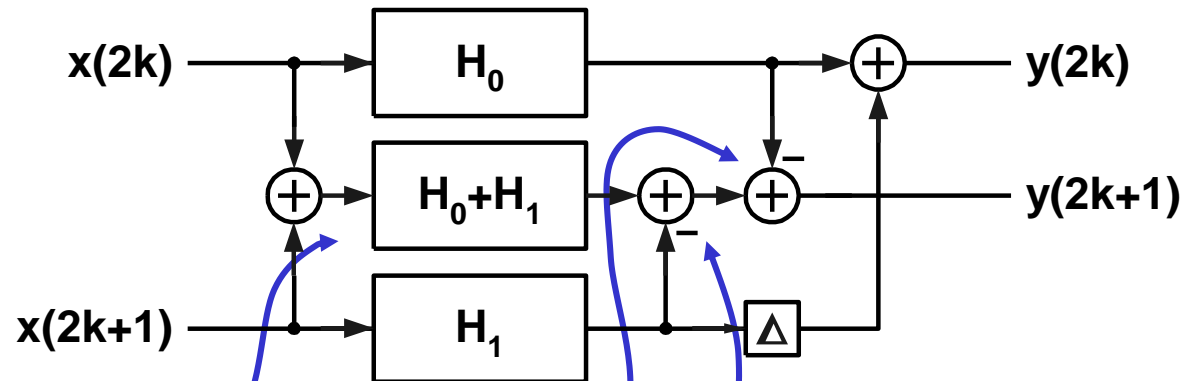 x(2k) H₀ + y(2k)
−
+ H₀+H₁ + + y(2k+1)
−
x(2k+1) H₁ Δ